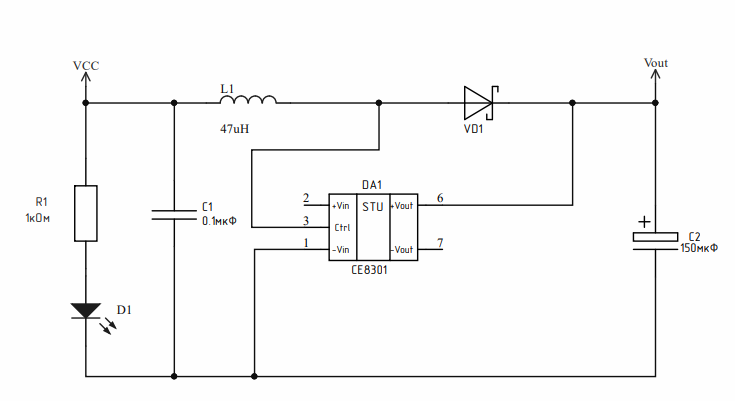 VCC
Vout
L1
47uH
VD1
R1
1кОм
C1
0.1мкФ
DA1
2
+Vin
STU
+Vout
6
3
Ctrl
1
-Vin
-Vout
7
CE8301
+
C2
150мкФ
D1